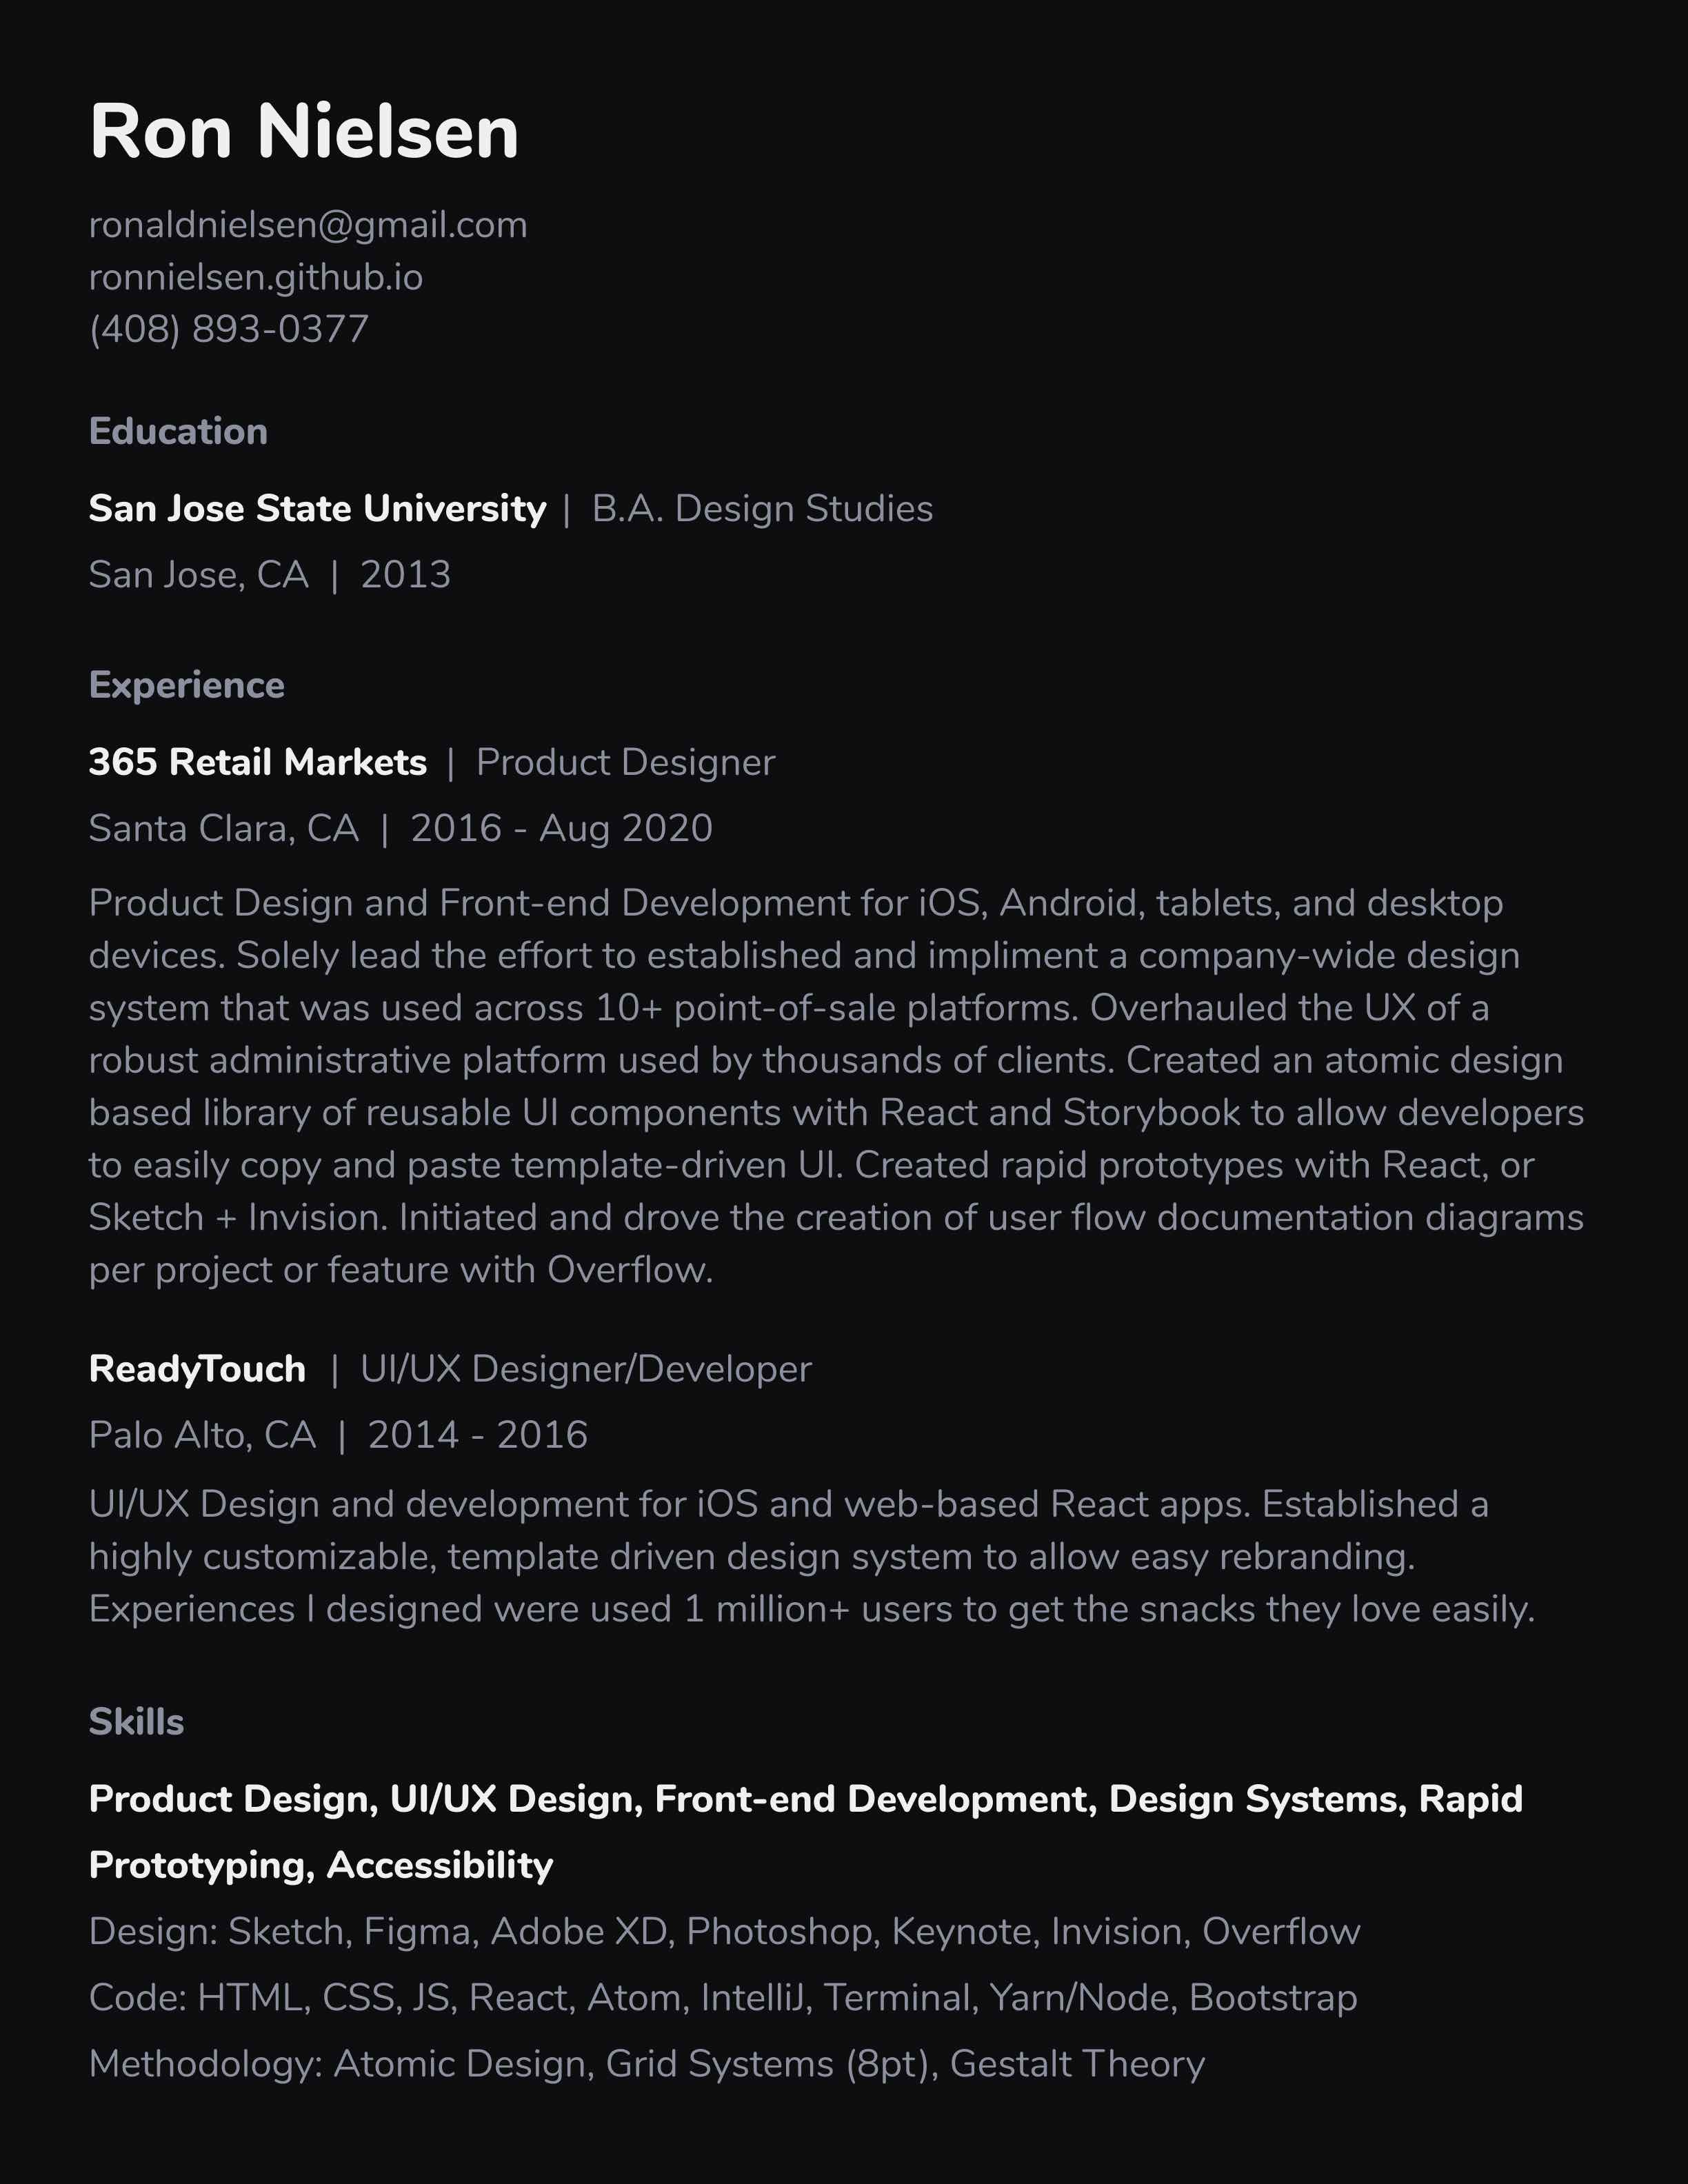 Ron Nielsen
ronaldnielsen@gmail.com
ronnielsen.github.io
(408) 893-0377
Education
San Jose State University | B.A. Design Studies
San Jose, CA | 2013
Experience
365 Retail Markets | Product Designer
Santa Clara, CA | 2016 - Aug 2020
Product Design and Front-end Development for iOS, Android, tablets, and desktop
devices. Solely lead the effort to established and impliment a company-wide design
system that was used across 10+ point-of-sale platforms. Overhauled the UX of a
robust administrative platform used by thousands of clients. Created an atomic design
based library of reusable UI components with React and Storybook to allow developers
to easily copy and paste template-driven UI. Created rapid prototypes with React, or
Sketch + Invision. Initiated and drove the creation of user flow documentation diagrams
per project or feature with Overflow.
ReadyTouch | UI/UX Designer/Developer
Palo Alto, CA | 2014 - 2016
UI/UX Design and development for iOS and web-based React apps. Established a
highly customizable, template driven design system to allow easy rebranding.
Experiences I designed were used 1 million+ users to get the snacks they love easily.
Skills
Product Design, UI/UX Design, Front-end Development, Design Systems, Rapid
Prototyping, Accessibility
Design: Sketch, Figma, Adobe XD, Photoshop, Keynote, Invision, Overflow
Code: HTML, CSS, JS, React, Atom, IntelliJ, Terminal, Yarn/Node, Bootstrap
Methodology: Atomic Design, Grid Systems (8pt), Gestalt Theory